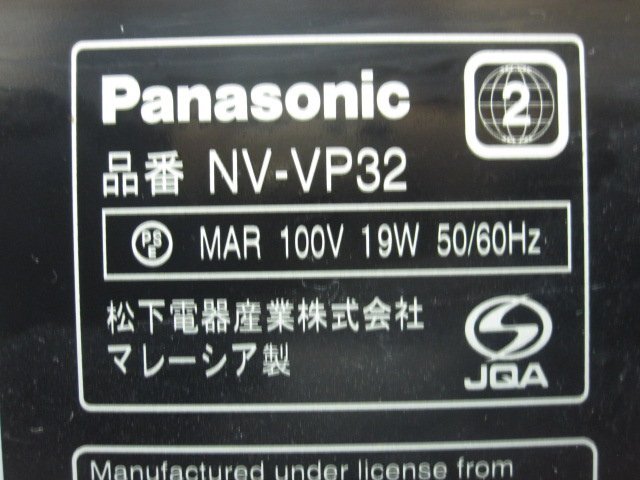 Panasonic
2
品番 NV-VP32
PS E MAR 100V 19W 50/60Hz
松下電器産業株式会社
マレーシア製
JQA
Manufactured under license from